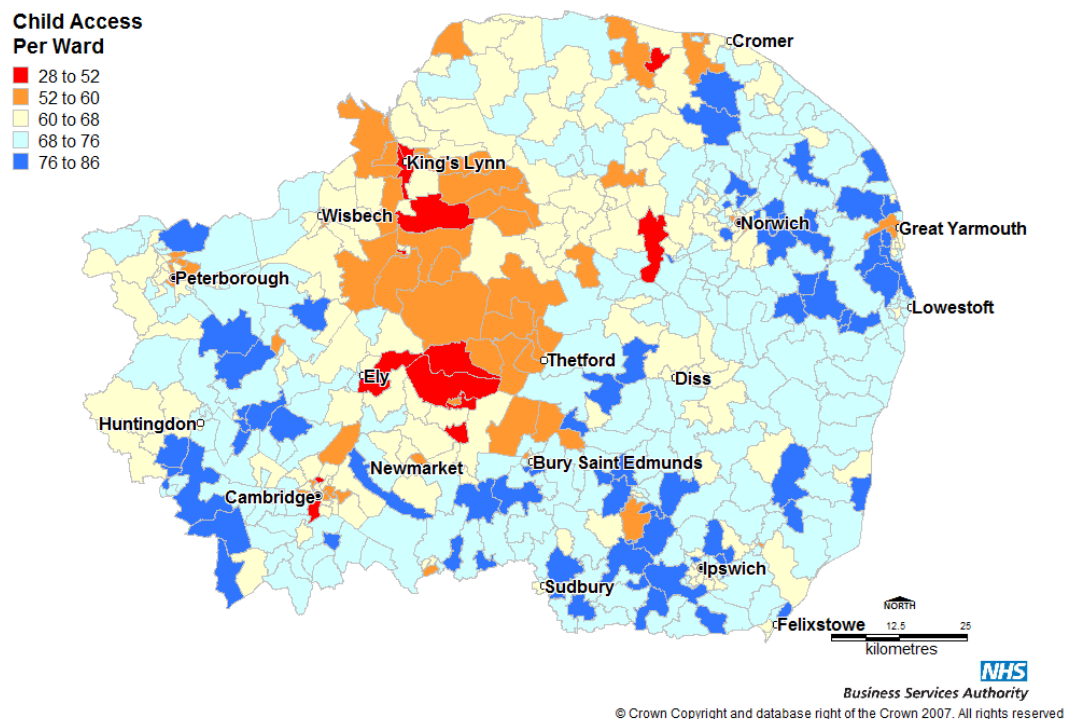 Child Access
Per Ward
28 to 52
52 to 60
60 to 68
68 to 76
76 to 86
Cromer
King's Lynn
Wisbech
Norwich
Great Yarmouth
Peterborough
Lowestoft
Thetford
Ely
Diss
Huntingdon
Newmarket
Bury Saint Edmunds
Cambridge
Ipswich
Sudbury
NORTH
Felixstowe
12.5 25
kilometres
NHS
Business Services Authority
© Crown Copyright and database right of the Crown 2007. All rights reserved